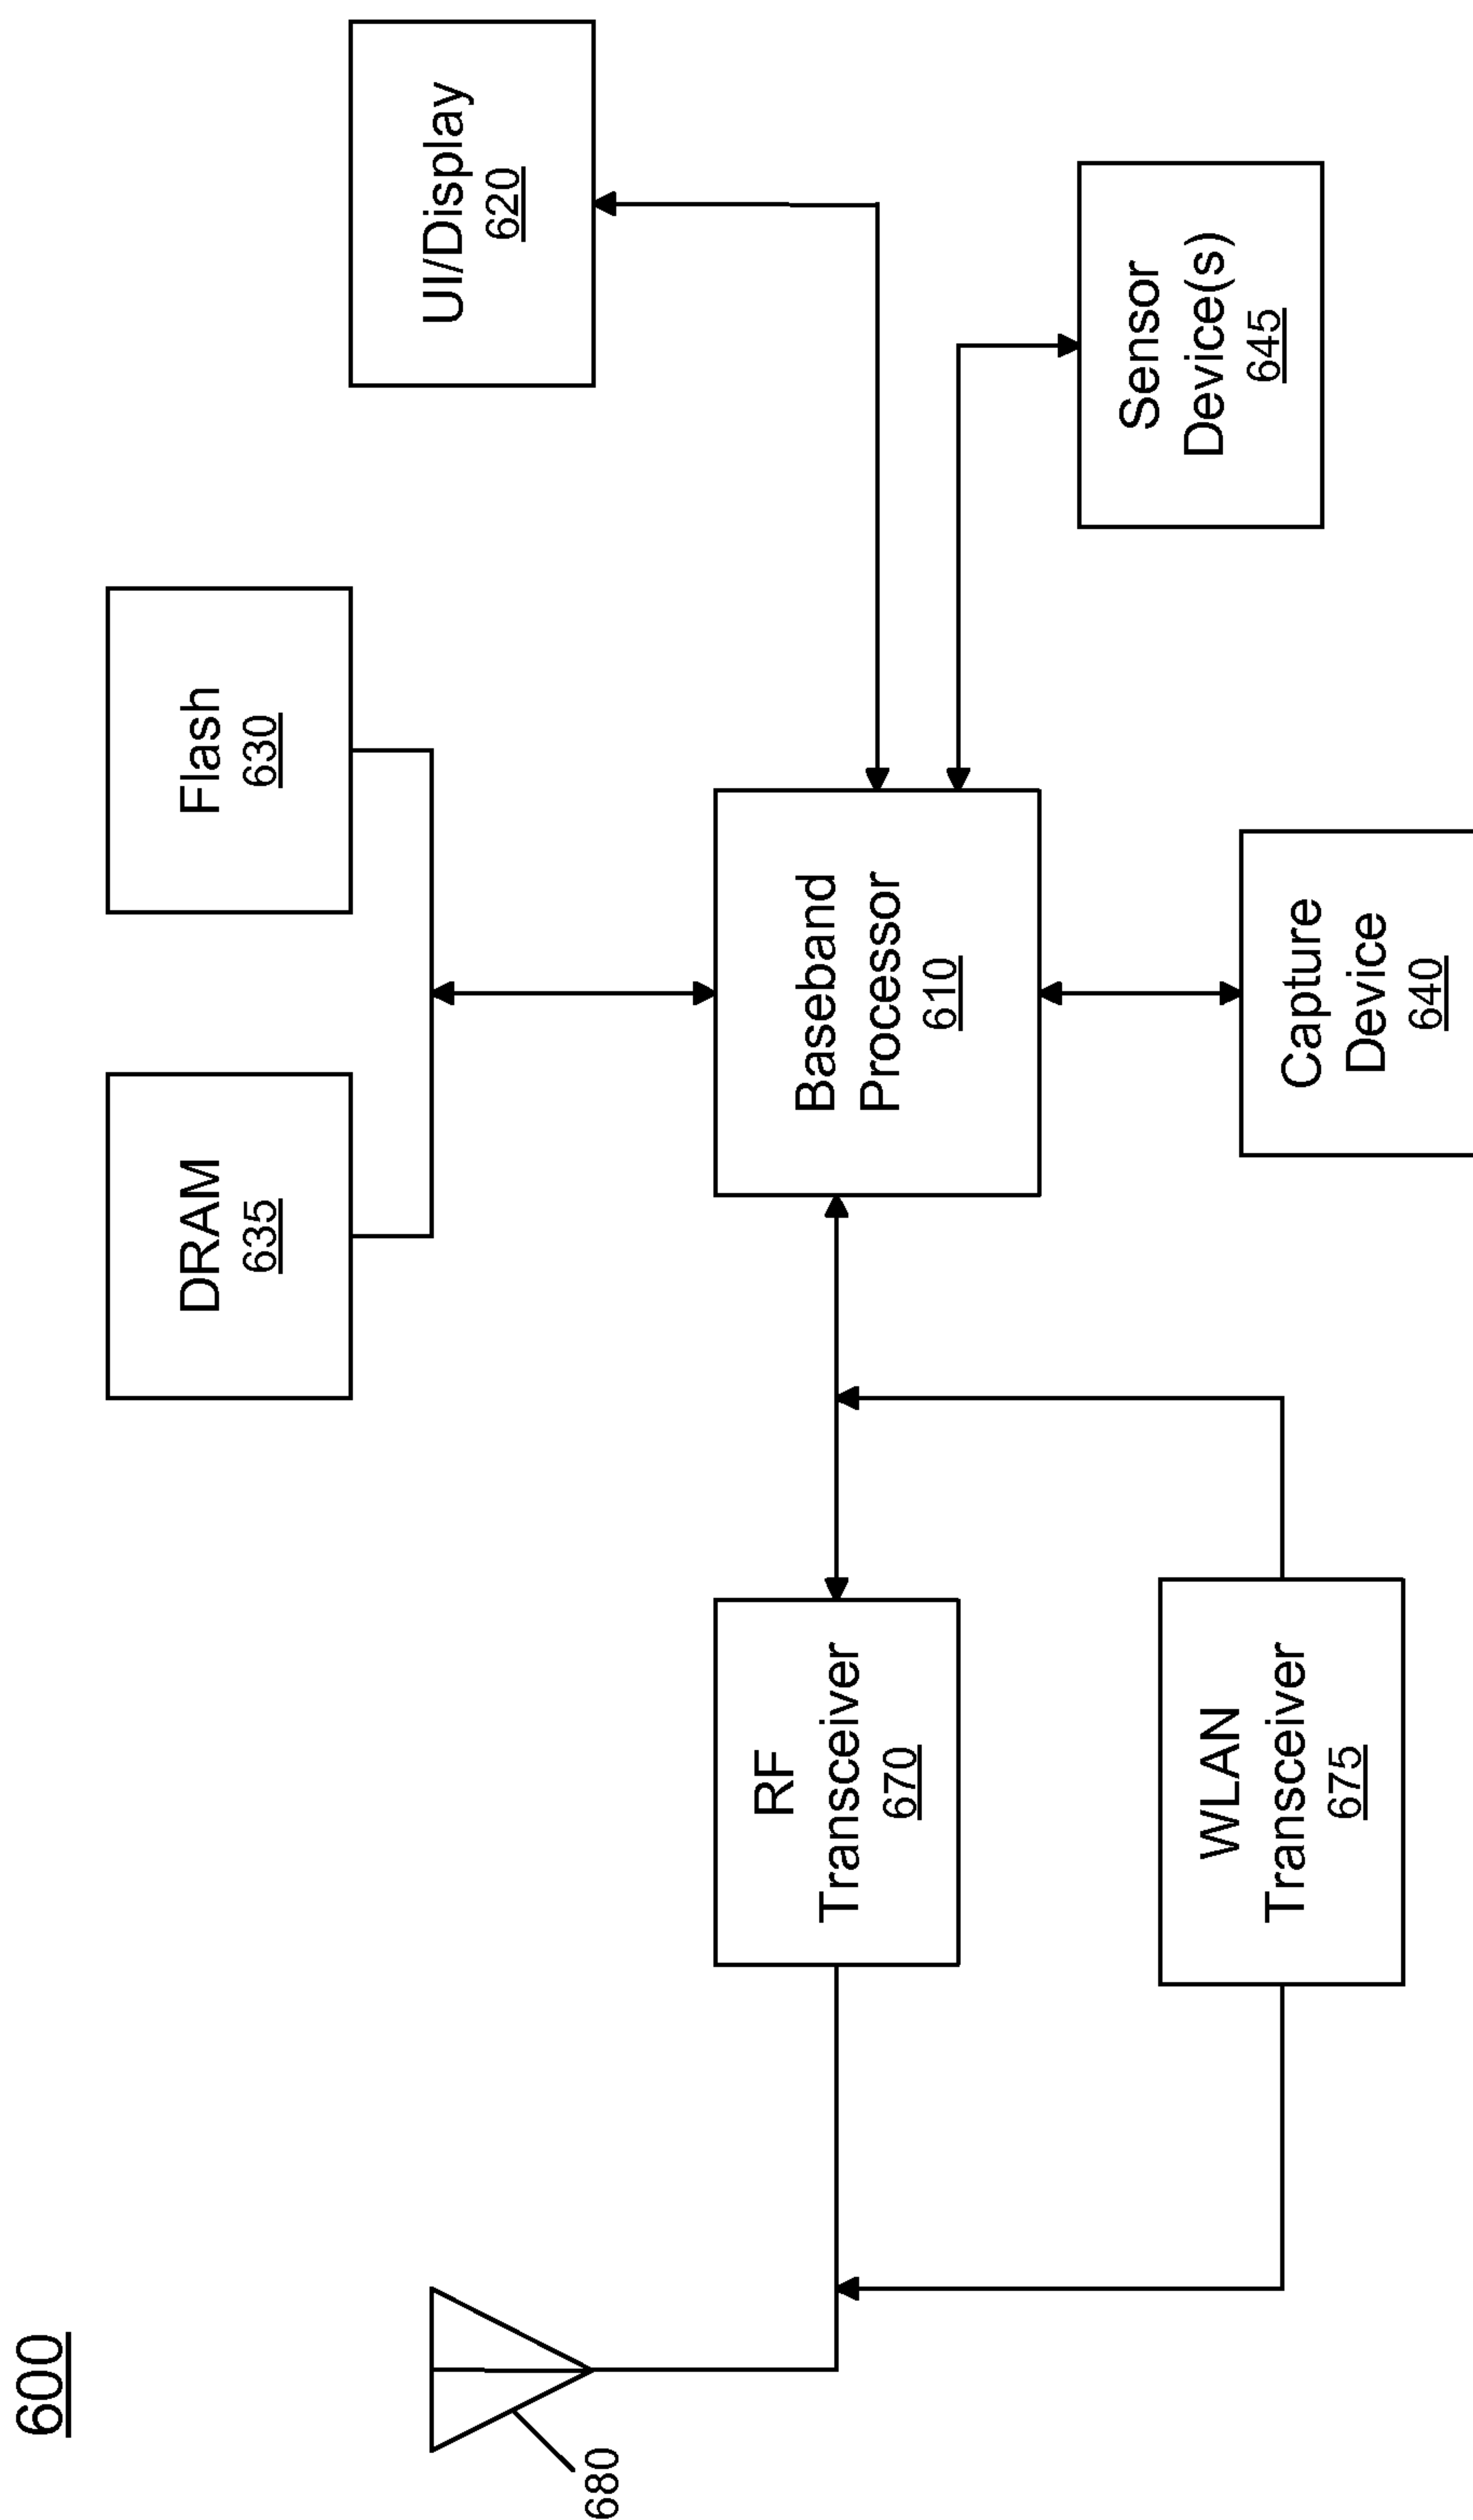 600
DRAM
635
Flash
630
UI/Display
620
680
RF
Transceiver
670
Baseband
Processor
610
WLAN
Transceiver
675
Capture
Device
640
Sensor
Device(s)
645